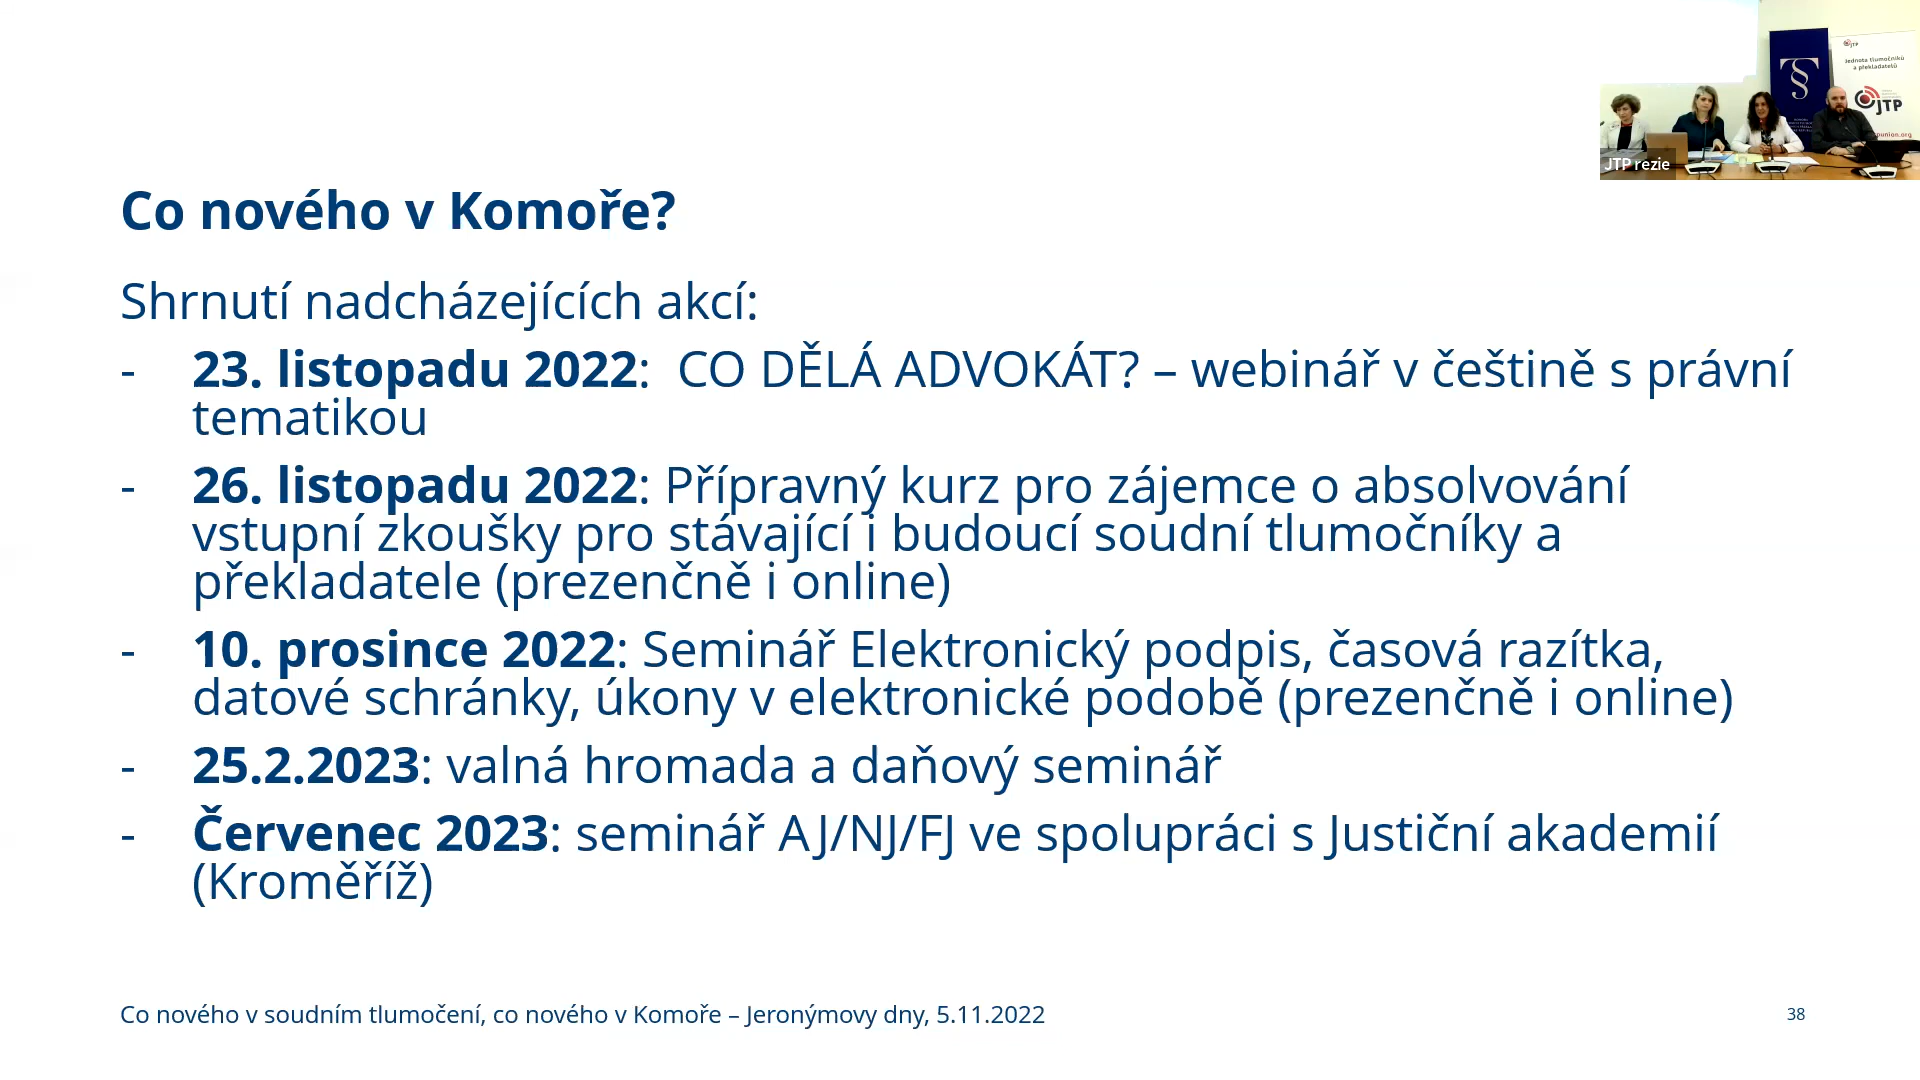 JTP
Jednota tlumočníků
a překladatelů
JTP
JTP rezie
Co nového v Komoře?
Shrnutí nadcházejících akcí:
- 23. listopadu 2022: CO DĚLÁ ADVOKÁT? – webinář v češtině s právní
tematikou
- 26. listopadu 2022: Přípravný kurz pro zájemce o absolvování
vstupní zkoušky pro stávající i budoucí soudní tlumočníky a
překladatele (prezenčně i online)
- 10. prosince 2022: Seminář Elektronický podpis, časová razítka,
datové schránky, úkony v elektronické podobě (prezenčně i online)
- 25.2.2023: valná hromada a daňový seminář
- Červenec 2023: seminář AJ/NJ/FJ ve spolupráci s Justiční akademií
(Kroměříž)
Co nového v soudním tlumočení, co nového v Komoře – Jeronýmovy dny, 5.11.2022
38